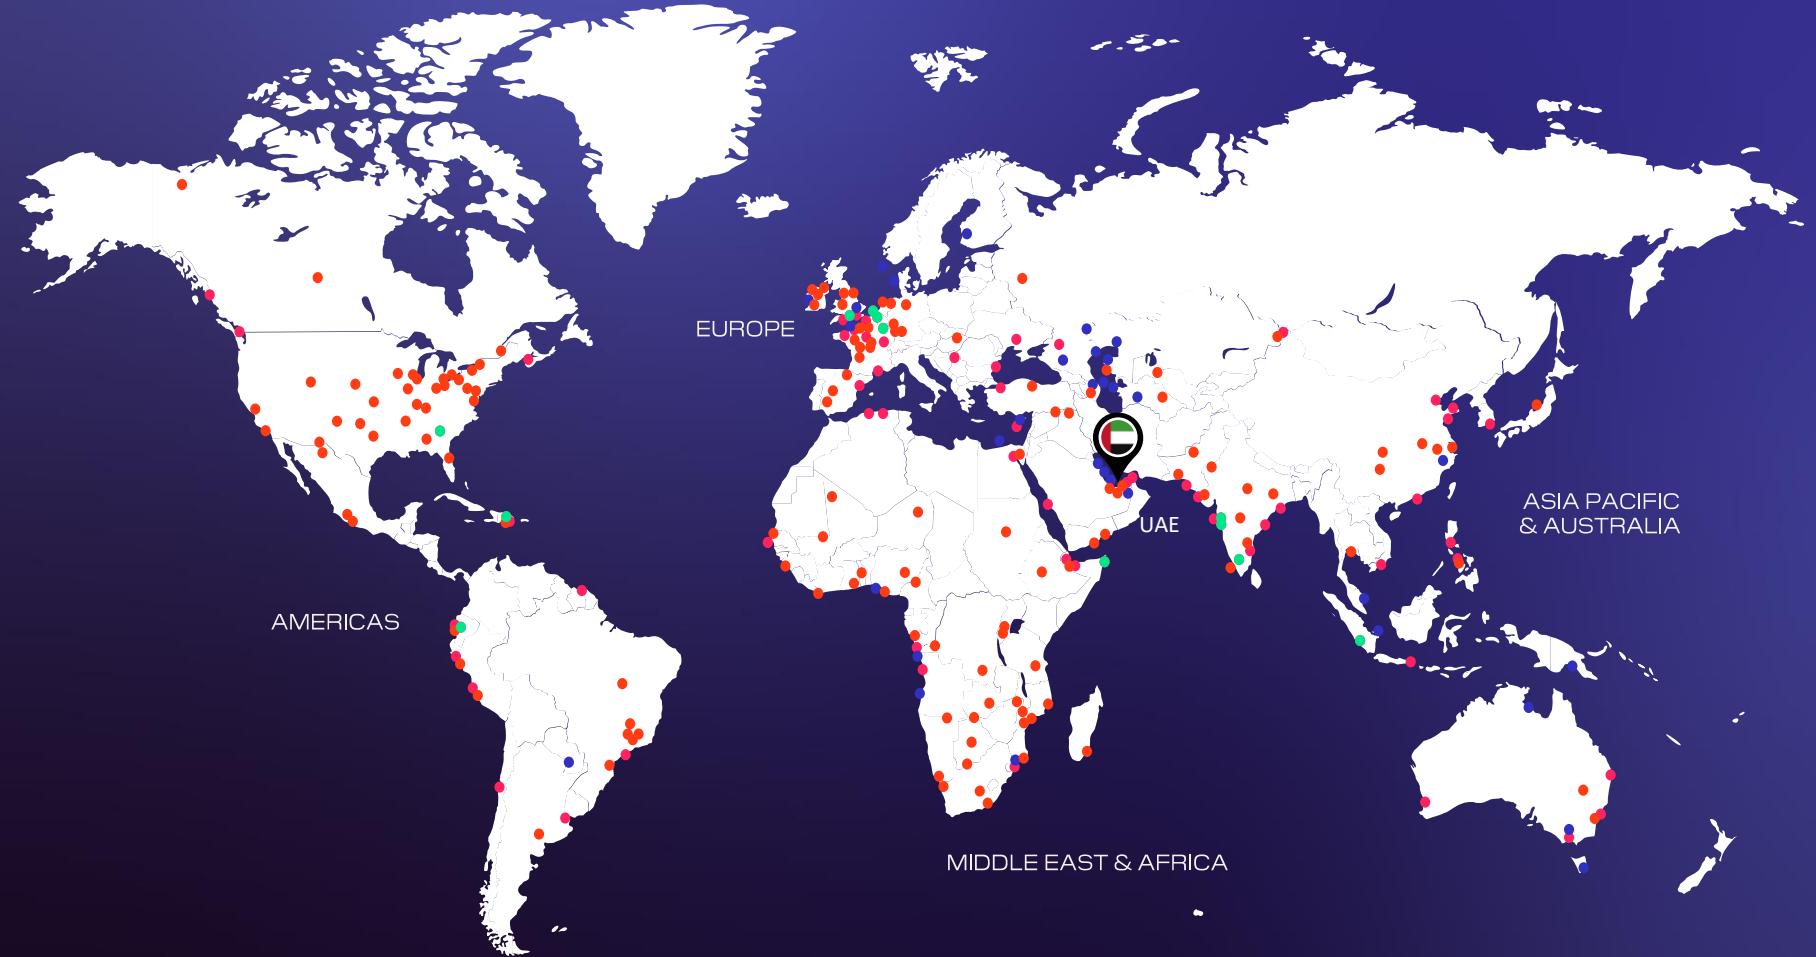 EUROPE
ASIA PACIFIC
& AUSTRALIA
UAE
AMERICAS
MIDDLE EAST & AFRICA